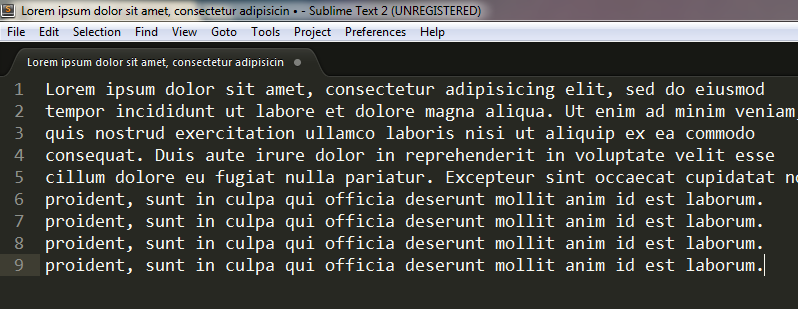 Lorem ipsum dolor sit amet, consectetur adipisicin • - Sublime Text 2 (UNREGISTERED)
File Edit Selection Find View Goto Tools Project Preferences Help
Lorem ipsum dolor sit amet, consectetur adipisicin
1 Lorem ipsum dolor sit amet, consectetur adipisicing elit, sed do eiusmod
2 tempor incididunt ut labore et dolore magna aliqua. Ut enim ad minim veniam,
3 quis nostrud exercitation ullamco laboris nisi ut aliquip ex ea commodo
4 consequat. Duis aute irure dolor in reprehenderit in voluptate velit esse
5 cillum dolore eu fugiat nulla pariatur. Excepteur sint occaecat cupidatat
6 proident, sunt in culpa qui officia deserunt mollit anim id est laborum.
7 proident, sunt in culpa qui officia deserunt mollit anim id est laborum.
8 proident, sunt in culpa qui officia deserunt mollit anim id est laborum.
9 proident, sunt in culpa qui officia deserunt mollit anim id est laborum.